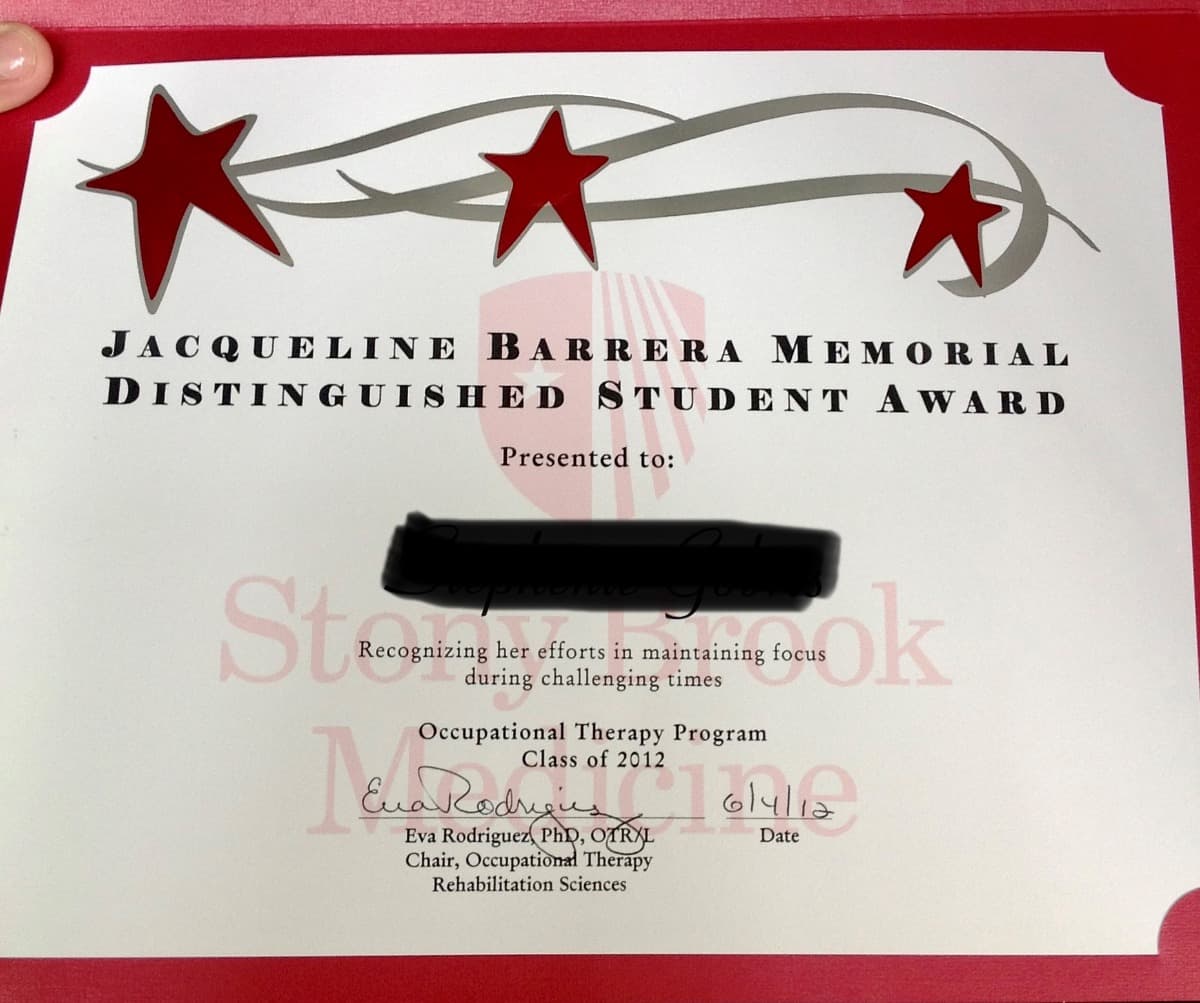 JACQUELINE BARRERA MEMORIAL
DISTINGUISHED STUDENT AWARD
Presented to:
Stony Brook
Medicine
Recognizing her efforts in maintaining focus
during challenging times
Occupational Therapy Program
Class of 2012
Eva Rodriguez 6/4/12
Eva Rodriguez, PhD, OTR/L Date
Chair, Occupational Therapy
Rehabilitation Sciences